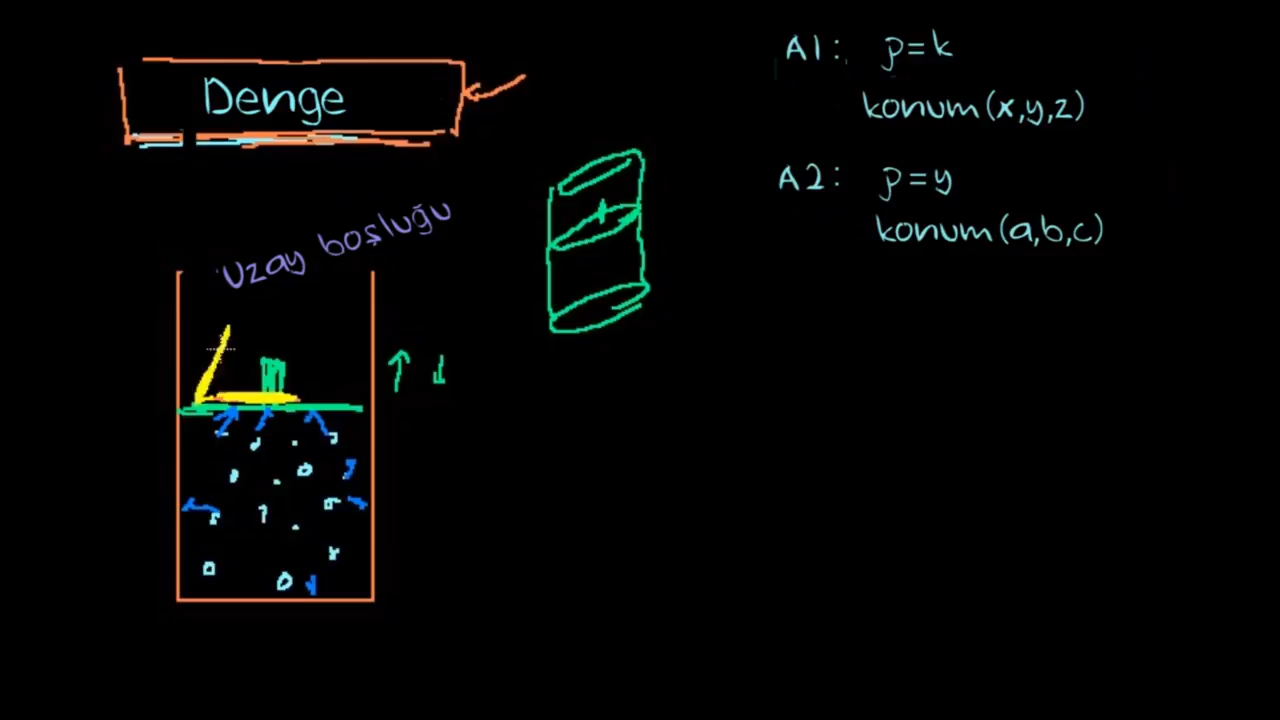 Denge
A1: p=k
konum(x,y,z)
A2: p=y
konum(a,b,c)
Uzay boşluğu